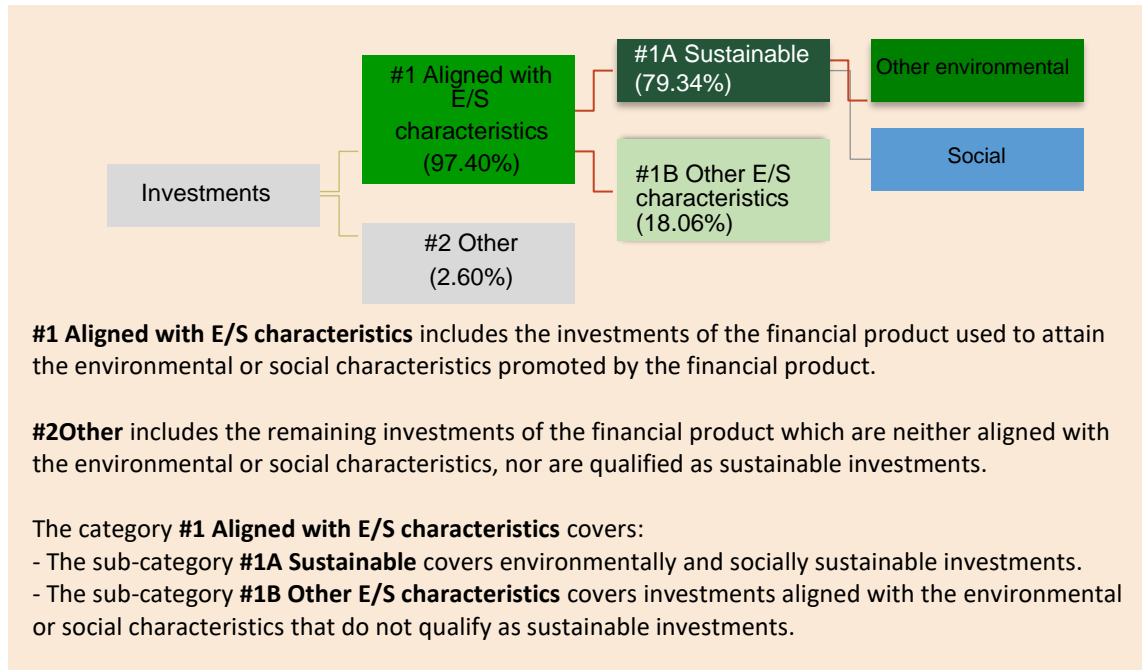 Investments
#1 Aligned with
E/S
characteristics
(97.40%)
#2 Other
(2.60%)
#1A Sustainable
(79.34%)
#1B Other E/S
characteristics
(18.06%)
Other environmental
Social
#1 Aligned with E/S characteristics includes the investments of the financial product used to attain
the environmental or social characteristics promoted by the financial product.
#2Other includes the remaining investments of the financial product which are neither aligned with
the environmental or social characteristics, nor are qualified as sustainable investments.
The category #1 Aligned with E/S characteristics covers:
- The sub-category #1A Sustainable covers environmentally and socially sustainable investments.
- The sub-category #1B Other E/S characteristics covers investments aligned with the environmental
or social characteristics that do not qualify as sustainable investments.